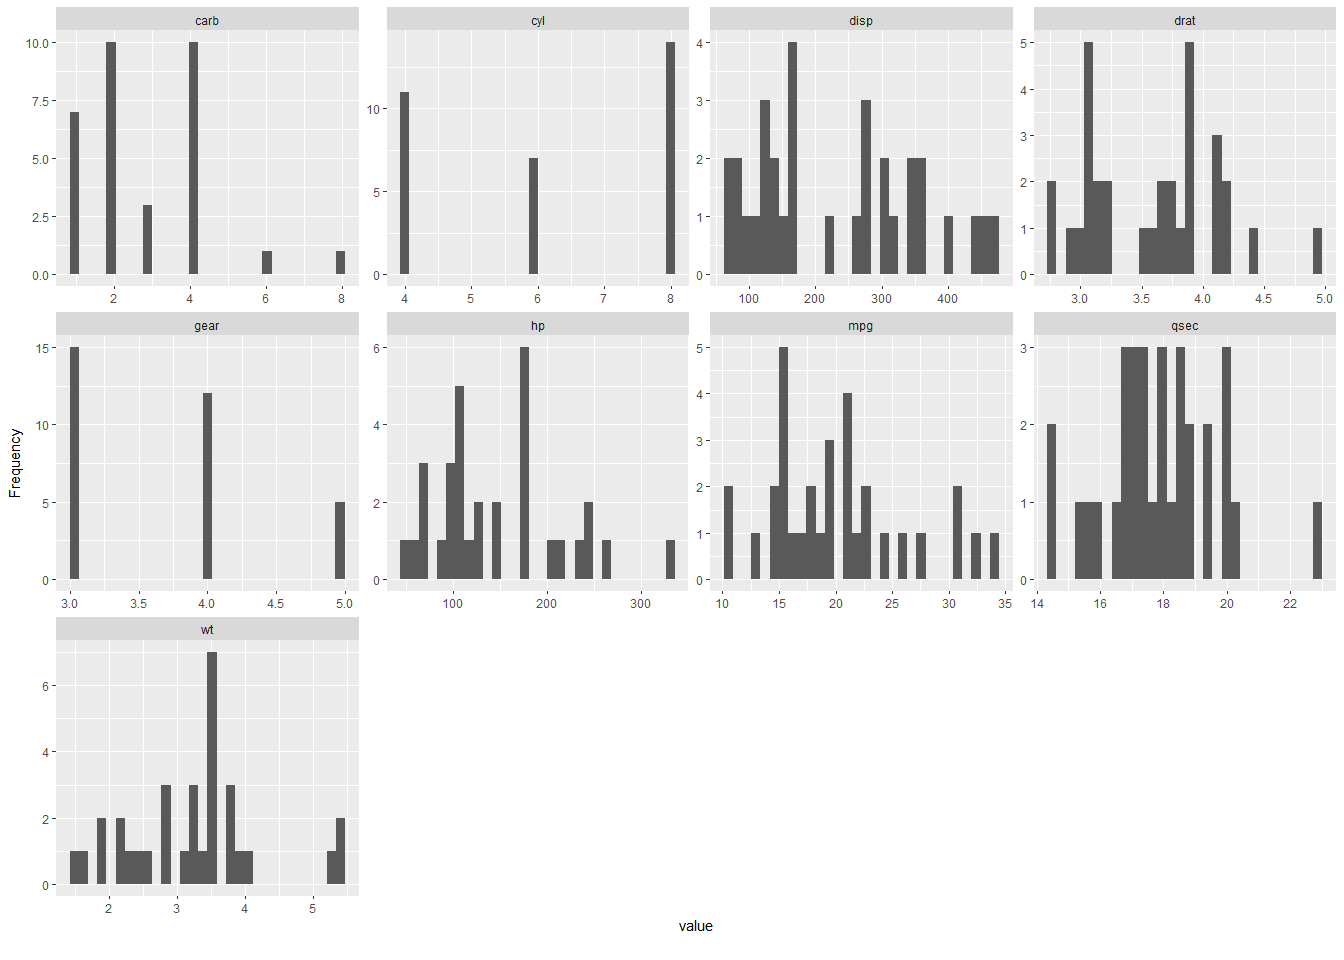 carb
cyl
disp
drat
10.0
7.5
5.0
2.5
0.0
2 4 6 8
10
5
0
4 5 6 7 8
4
3
2
1
0
100 200 300 400
5
4
3
2
1
0
3.0 3.5 4.0 4.5 5.0
gear
hp
mpg
qsec
Frequency
15
10
5
0
3.0 3.5 4.0 4.5 5.0
6
4
2
0
100 200 300
5
4
3
2
1
0
10 15 20 25 30 35
3
2
1
0
14 16 18 20 22
wt
6
4
2
0
2 3 4 5
value